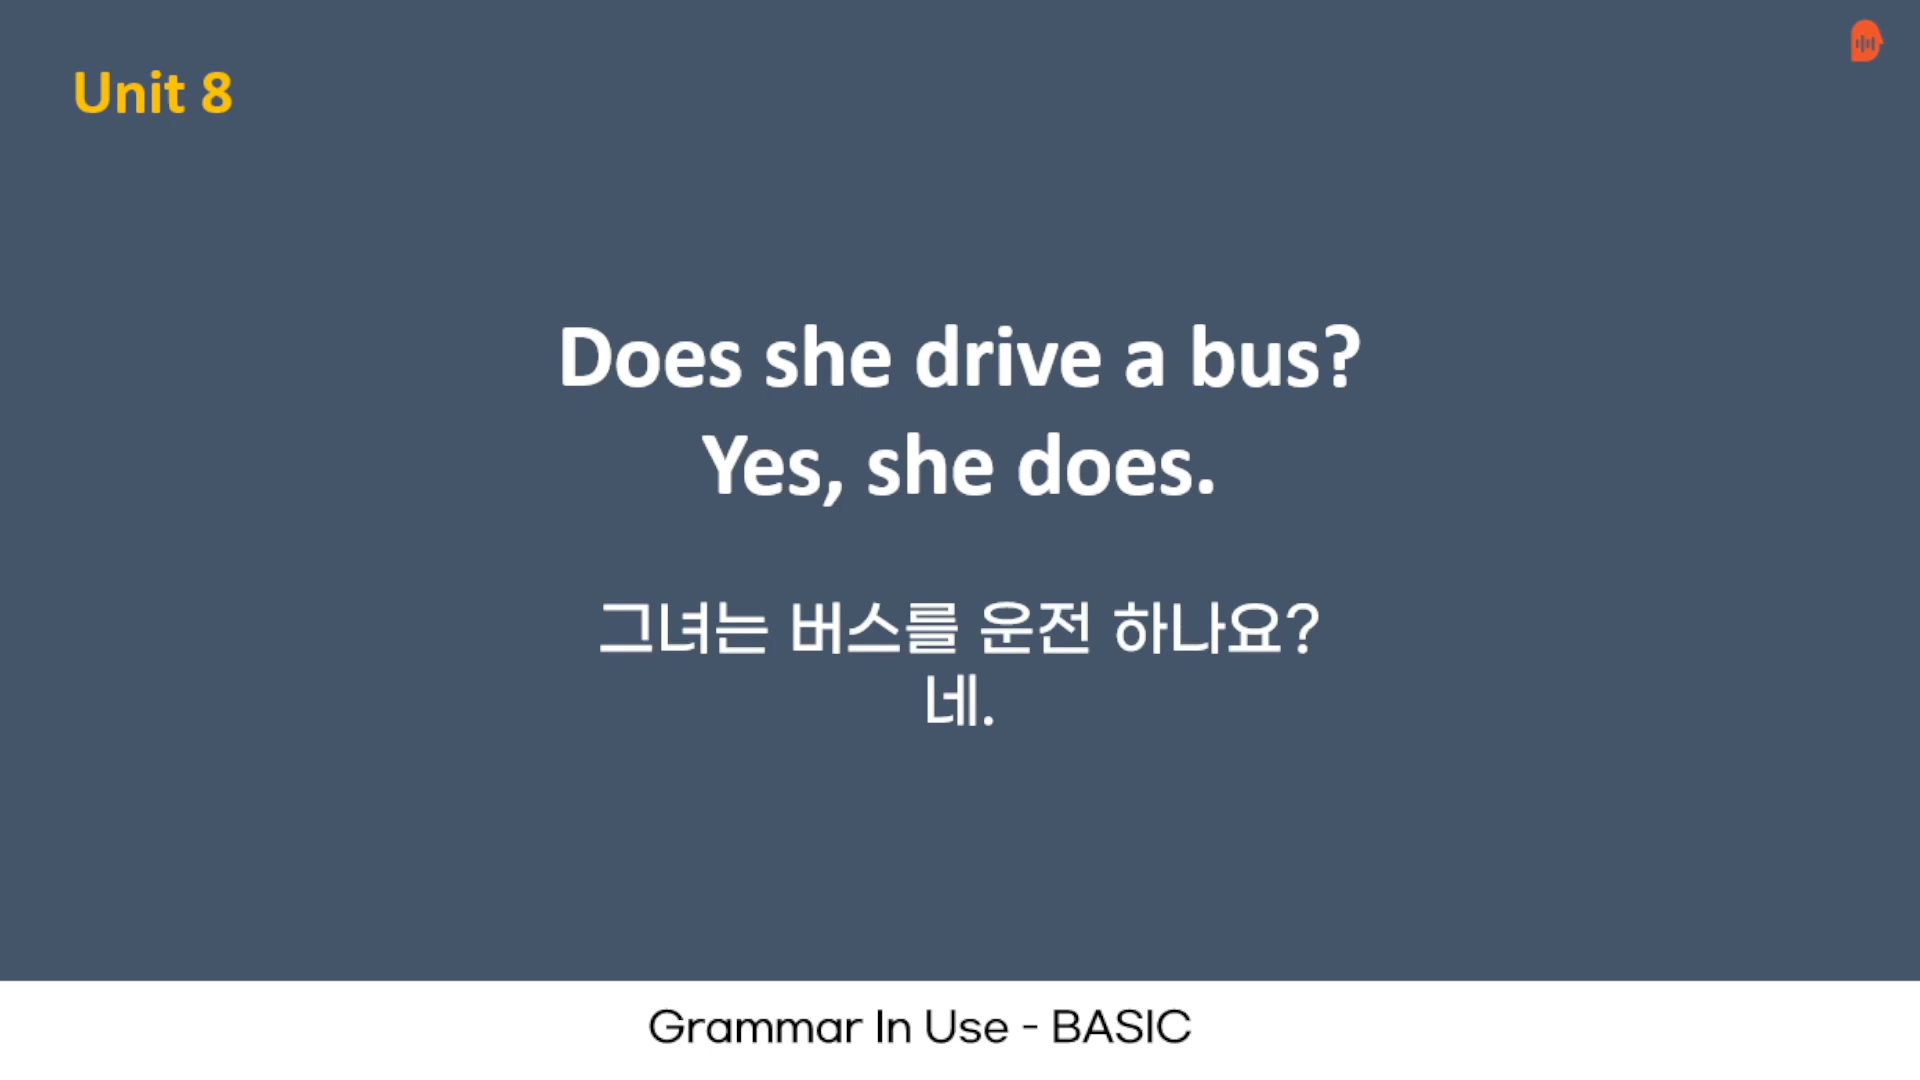 Unit 8
Does she drive a bus?
Yes, she does.
그녀는 버스를 운전 하나요?
네.
Grammar In Use - BASIC